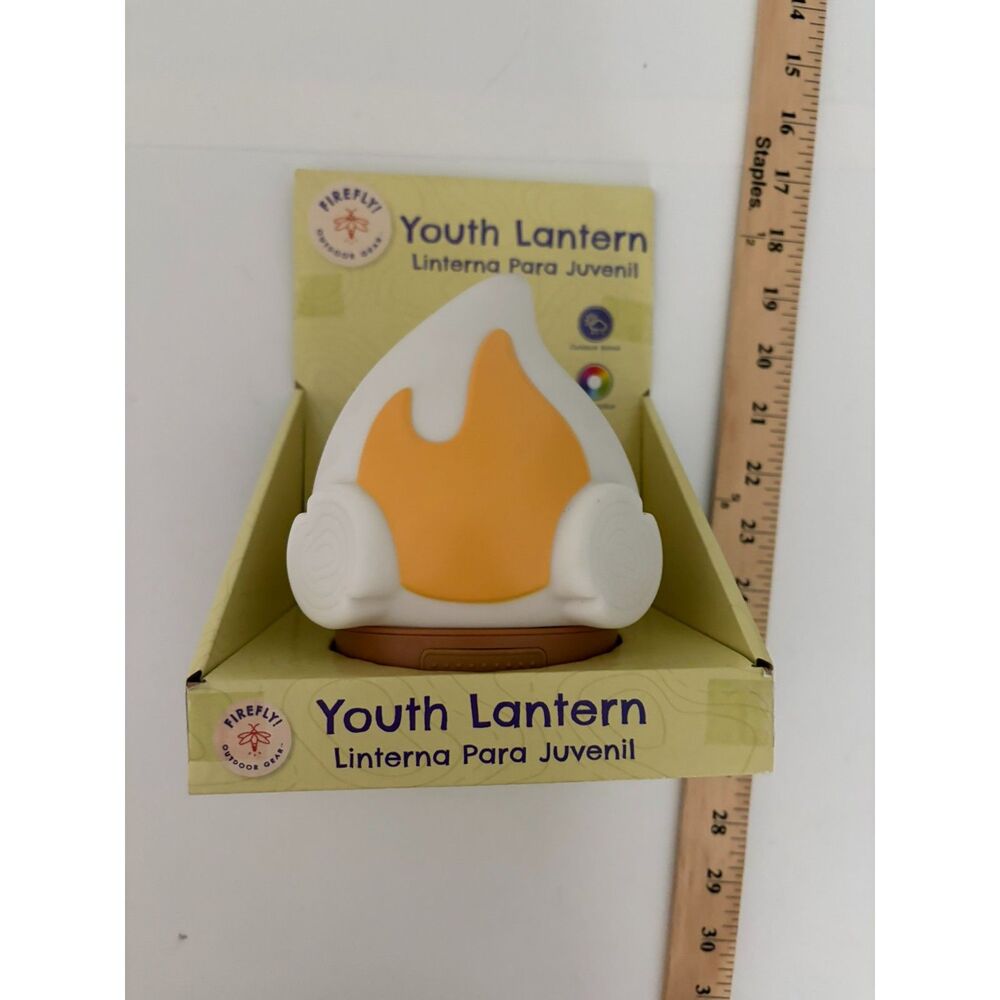 FIREFLY!
OUTDOOR GEAR
Youth Lantern
Linterna Para Juvenil
FIREFLY!
OUTDOOR GEAR™
Youth Lantern
Linterna Para Juvenil
14
15
16
Staples.
17
18
19
20
21
22
23
28
29
30